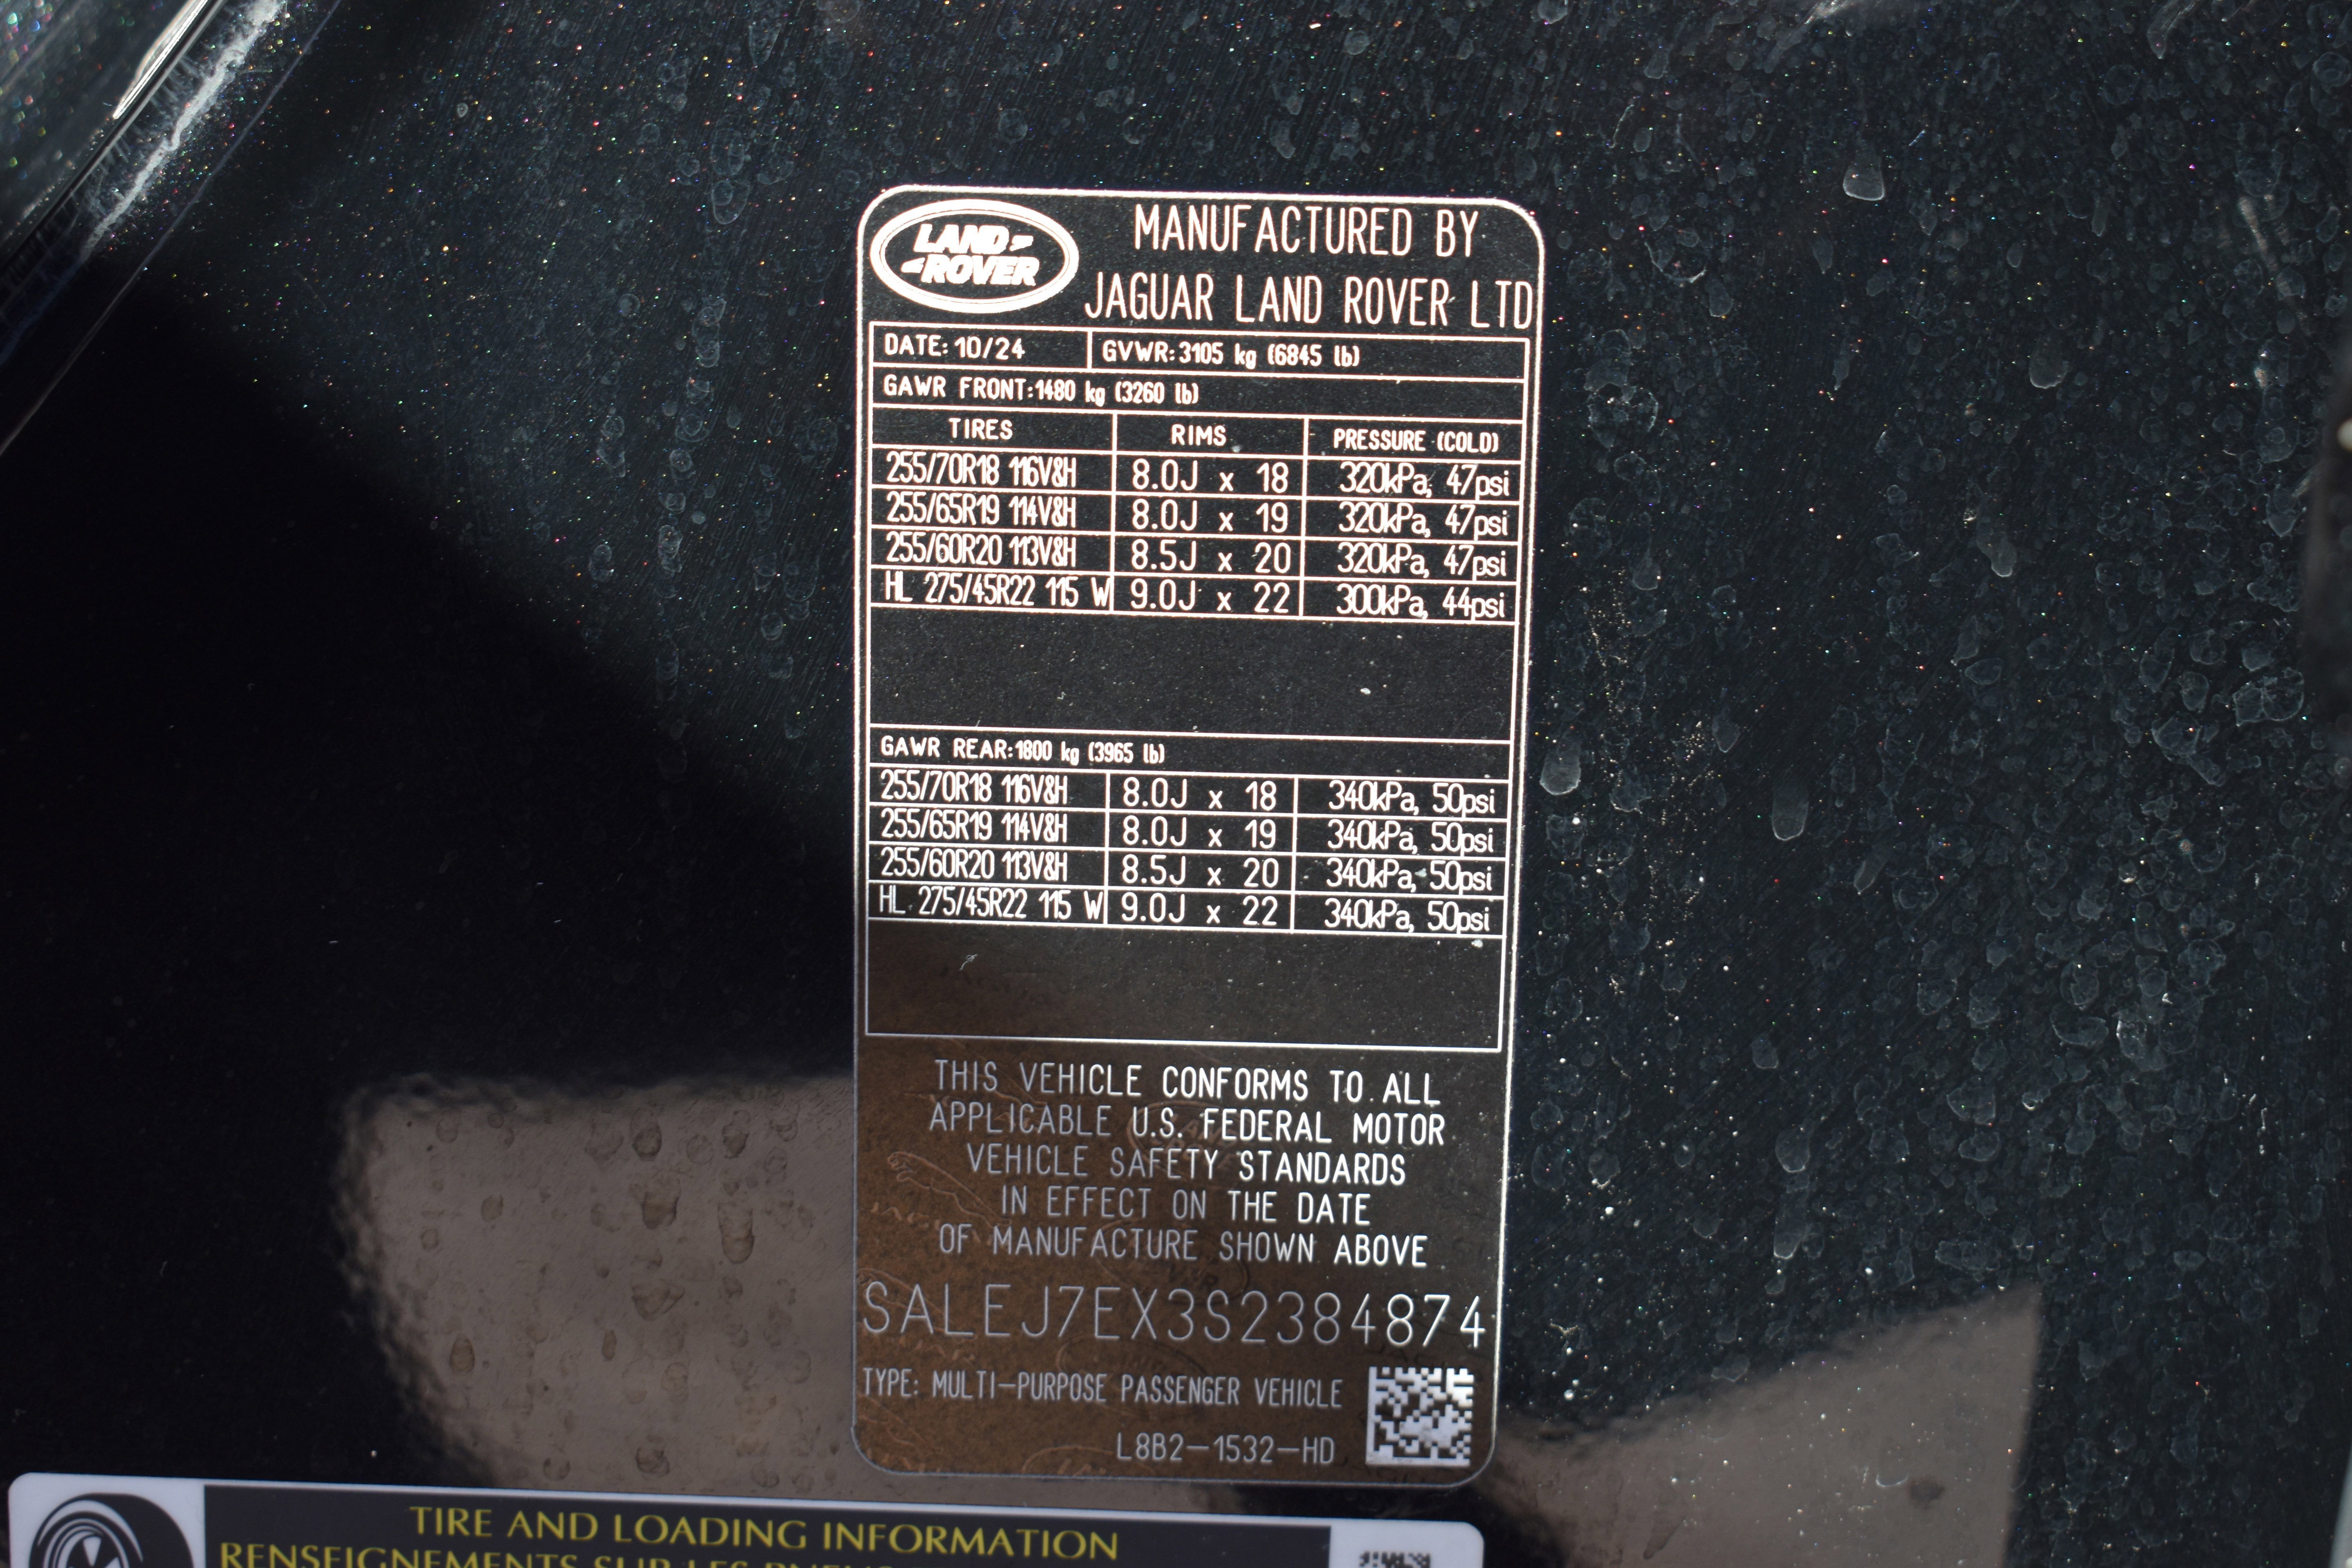 LAND ROVER
MANUFACTURED BY
JAGUAR LAND ROVER LTD
DATE: 10/24 GVWR: 3105 kg (6845 lb)
GAWR FRONT: 1480 kg (3260 lb)
TIRES RIMS PRESSURE (COLD)
255/70R18 116V&H 8.0J x 18 320kPa, 47psi
255/65R19 114V&H 8.0J x 19 320kPa, 47psi
255/60R20 113V&H 8.5J x 20 320kPa, 47psi
HL 275/45R22 115 W 9.0J x 22 300kPa, 44psi
GAWR REAR: 1800 kg (3965 lb)
255/70R18 116V&H 8.0J x 18 340kPa, 50psi
255/65R19 114V&H 8.0J x 19 340kPa, 50psi
255/60R20 113V&H 8.5J x 20 340kPa, 50psi
HL 275/45R22 115 W 9.0J x 22 340kPa, 50psi
THIS VEHICLE CONFORMS TO ALL
APPLICABLE U.S. FEDERAL MOTOR
VEHICLE SAFETY STANDARDS
IN EFFECT ON THE DATE
OF MANUFACTURE SHOWN ABOVE
SALEJ7EX3S2384874
TYPE: MULTI-PURPOSE PASSENGER VEHICLE
L8B2-1532-HD
TIRE AND LOADING INFORMATION
RENSEIGNEMENTS SUR LES PNEUS